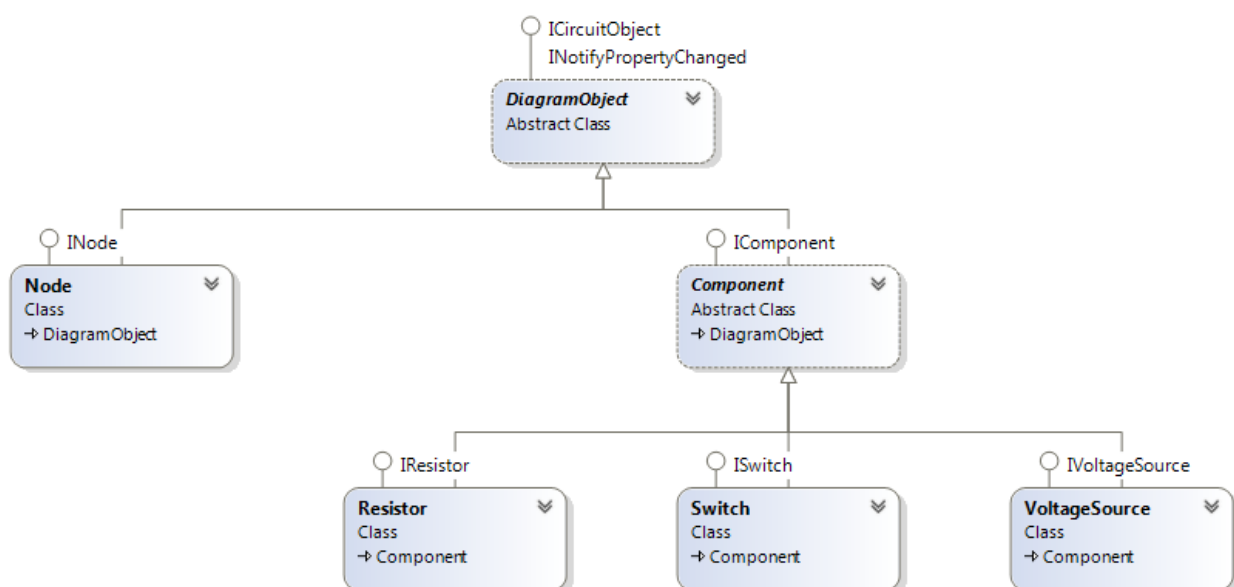 ICircuitObject
INotifyPropertyChanged
DiagramObject
Abstract Class
INode
IComponent
Node
Class
DiagramObject
Component
Abstract Class
DiagramObject
IResistor
ISwitch
IVoltageSource
Resistor
Class
Component
Switch
Class
Component
VoltageSource
Class
Component